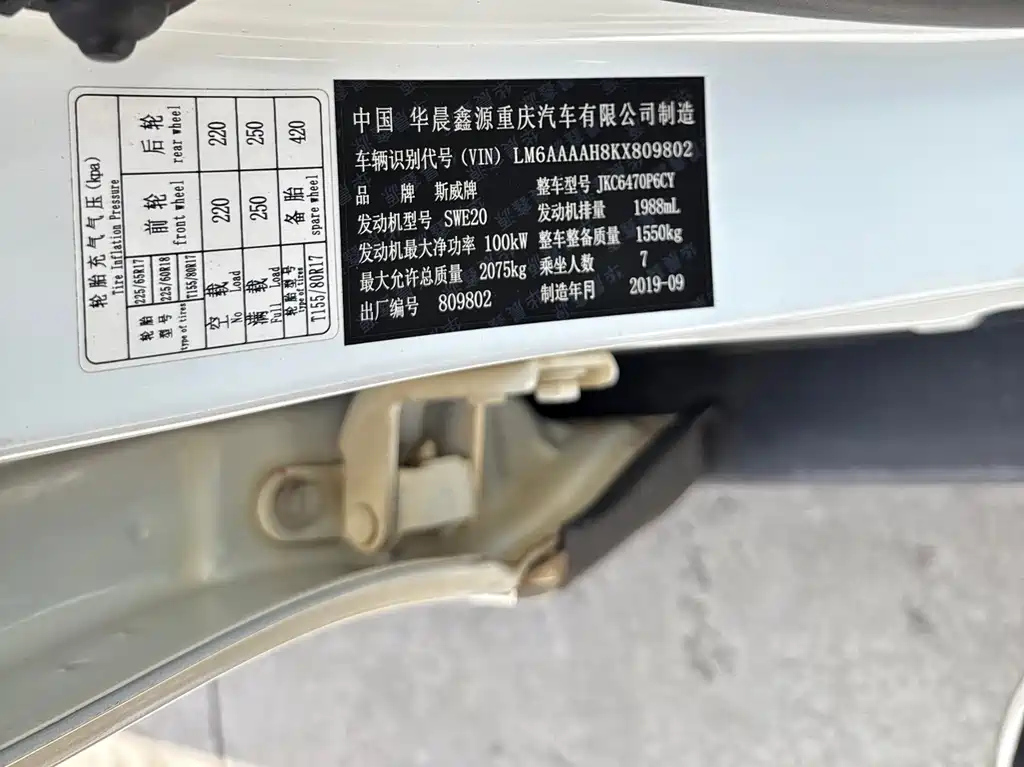 轮胎充气气压(kpa)
Tire Inflation Pressure
轮胎型号 type of tires 225/65R17 225/60R18 T155/80R17 前轮 front wheel 后轮 rear wheel
空载 No Load 220 220
满载 Full Load 250 250
轮胎型号 type of tires T155/80R17 备胎 spare wheel 420
中国 华晨鑫源重庆汽车有限公司制造
车辆识别代号(VIN) LM6AAAAH8KX809802
品牌 斯威牌 整车型号 JKC6470P6CY
发动机型号 SWE20 发动机排量 1988mL
发动机最大净功率 100kW 整车整备质量 1550kg
最大允许总质量 2075kg 乘坐人数 7
出厂编号 809802 制造年月 2019-09